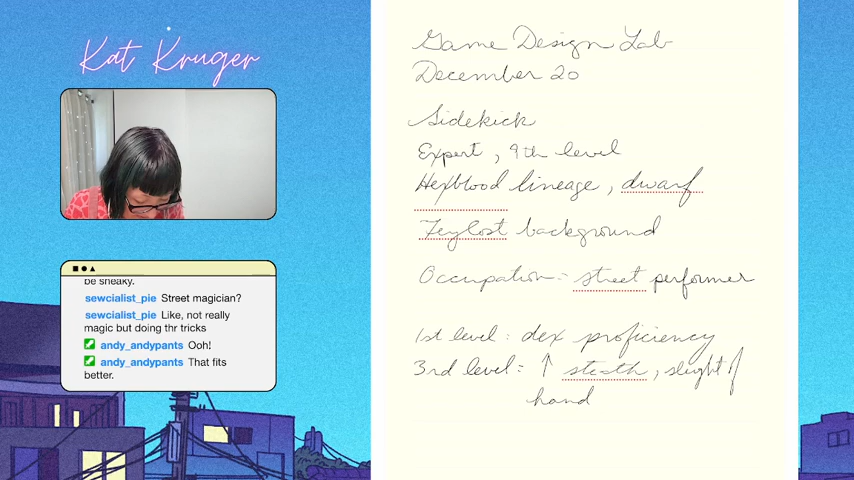 Kat Kruger
be sneaky.
sewcialist_pie Street magician?
sewcialist_pie Like, not really
magic but doing thr tricks
andy_andypants Ooh!
andy_andypants That fits
better.
Game Design Lab
December 20
Sidekick
Expert, 9th level
Hexblood lineage, dwarf
Feylost background
Occupation: street performer
1st level: dex proficiency
3rd level: ↑ stealth, slight of
hand